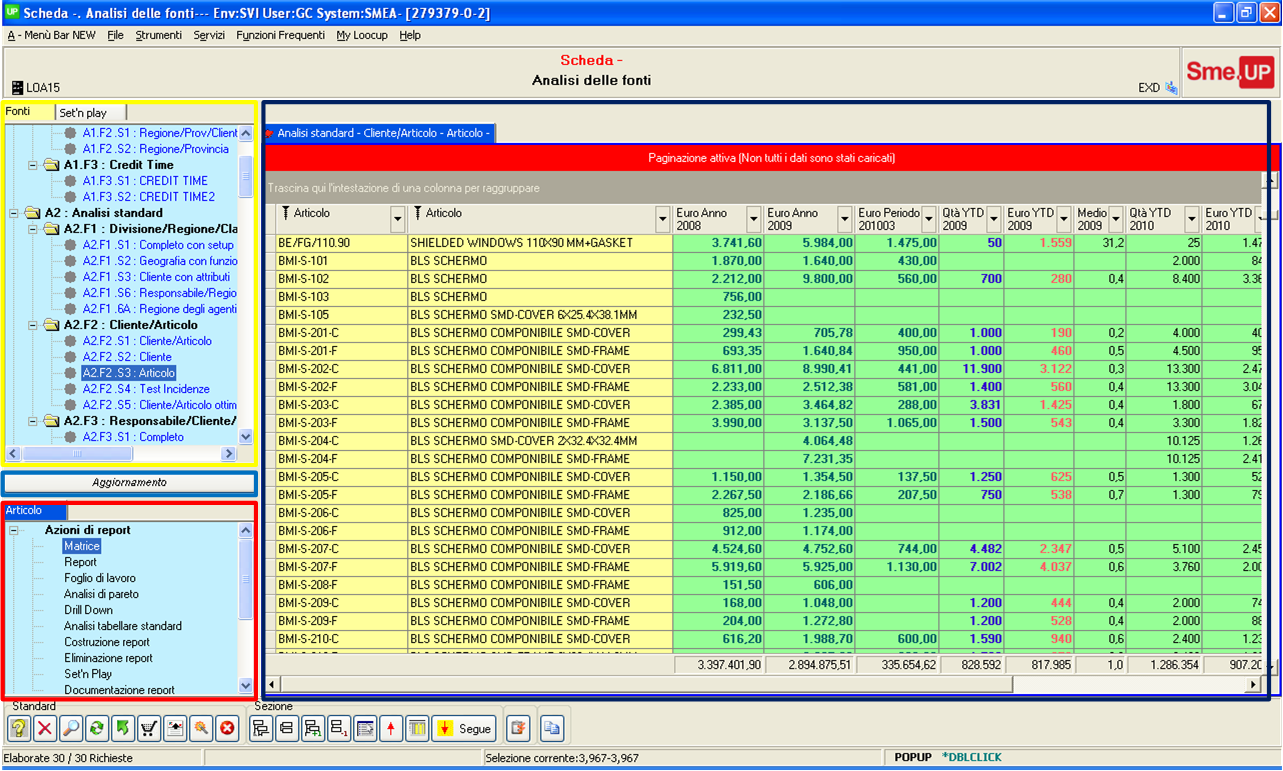 UP Scheda -. Analisi delle fonti--- Env:SVI User:GC System:SMEA- [279379-0-2]
A - Menù Bar NEW File Strumenti Servizi Funzioni Frequenti My Loocup Help
Scheda -
Analisi delle fonti
LOA15
EXD
Sme.UP
Fonti Set'n play
A1.F2 .S1 : Regione/Prov/Client
A1.F2 .S2 : Regione/Provincia
A1.F3 : Credit Time
A1.F3 .S1 : CREDIT TIME
A1.F3 .S2 : CREDIT TIME2
A2 : Analisi standard
A2.F1 : Divisione/Regione/Cla
A2.F1 .S1 : Completo con setup
A2.F1 .S2 : Geografia con funzio
A2.F1 .S3 : Cliente con attributi
A2.F1 .S6 : Responsabile/Regio
A2.F1 .6A : Regione degli agenti
A2.F2 : Cliente/Articolo
A2.F2 .S1 : Cliente/Articolo
A2.F2 .S2 : Cliente
A2.F2 .S3 : Articolo
A2.F2 .S4 : Test Incidenze
A2.F2 .S5 : Cliente/Articolo ottim
A2.F3 : Responsabile/Cliente/
A2.F3 .S1 : Completo
Aggiornamento
Articolo
Azioni di report
Matrice
Report
Foglio di lavoro
Analisi di pareto
Drill Down
Analisi tabellare standard
Costruzione report
Eliminazione report
Set'n Play
Documentazione report
Analisi standard - Cliente/Articolo - Articolo -
Paginazione attiva (Non tutti i dati sono stati caricati)
Trascina qui l'intestazione di una colonna per raggruppare
Articolo Articolo Euro Anno 2008 Euro Anno 2009 Euro Periodo 201003 Qtà YTD 2009 Euro YTD 2009 Medio 2009 Qtà YTD 2010 Euro YTD 2010
BE/FG/110.90 SHIELDED WINDOWS 110X90 MM+GASKET 3.741,60 5.984,00 1.475,00 50 1.559 31,2 25 1.47
BMI-S-101 BLS SCHERMO 1.870,00 1.640,00 430,00 2.000 84
BMI-S-102 BLS SCHERMO 2.212,00 9.800,00 560,00 700 280 0,4 8.400 3.36
BMI-S-103 BLS SCHERMO 756,00
BMI-S-105 BLS SCHERMO SMD-COVER 6X25.4X38.1MM 232,50
BMI-S-201-C BLS SCHERMO COMPONIBILE SMD-COVER 299,43 705,78 400,00 1.000 190 0,2 4.000 40
BMI-S-201-F BLS SCHERMO COMPONIBILE SMD-FRAME 693,35 1.640,84 950,00 1.000 460 0,5 4.500 95
BMI-S-202-C BLS SCHERMO COMPONIBILE SMD-COVER 6.811,00 8.990,41 441,00 11.900 3.122 0,3 13.300 2.47
BMI-S-202-F BLS SCHERMO COMPONIBILE SMD-FRAME 2.233,00 2.512,38 581,00 1.400 560 0,4 13.300 3.04
BMI-S-203-C BLS SCHERMO COMPONIBILE SMD-COVER 2.385,00 3.464,82 288,00 3.831 1.425 0,4 1.800 67
BMI-S-203-F BLS SCHERMO COMPONIBILE SMD-FRAME 3.990,00 3.137,50 1.065,00 1.500 543 0,4 3.300 1.82
BMI-S-204-C BLS SCHERMO SMD-COVER 2X32.4X32.4MM 4.064,48 10.125 1.26
BMI-S-204-F BLS SCHERMO COMPONIBILE SMD-FRAME 7.231,35 10.125 2.41
BMI-S-205-C BLS SCHERMO COMPONIBILE SMD-COVER 1.150,00 1.354,50 137,50 1.250 625 0,5 1.300 52
BMI-S-205-F BLS SCHERMO COMPONIBILE SMD-FRAME 2.267,50 2.186,66 207,50 750 538 0,7 1.300 79
BMI-S-206-C BLS SCHERMO COMPONIBILE SMD-COVER 825,00 1.235,00
BMI-S-206-F BLS SCHERMO COMPONIBILE SMD-FRAME 912,00 1.174,00
BMI-S-207-C BLS SCHERMO COMPONIBILE SMD-COVER 4.524,60 4.752,60 744,00 4.482 2.347 0,5 5.100 2.45
BMI-S-207-F BLS SCHERMO COMPONIBILE SMD-FRAME 5.919,60 5.925,00 1.130,00 7.002 4.037 0,6 3.760 2.00
BMI-S-208-F BLS SCHERMO COMPONIBILE SMD-FRAME 151,50 606,00
BMI-S-209-C BLS SCHERMO COMPONIBILE SMD-COVER 168,00 1.048,00 1.200 444 0,4 2.000 74
BMI-S-209-F BLS SCHERMO COMPONIBILE SMD-FRAME 204,00 1.272,80 1.200 528 0,4 2.000 88
BMI-S-210-C BLS SCHERMO COMPONIBILE SMD-COVER 616,20 1.988,70 600,00 1.590 940 0,6 2.400 1.23
3.397.401,90 2.894.875,51 335.654,62 828.592 817.985 1,0 1.286.354 907.20
Standard Sezione
Segue
Elaborate 30 / 30 Richieste Selezione corrente:3,967-3,967 POPUP *DBLCLICK